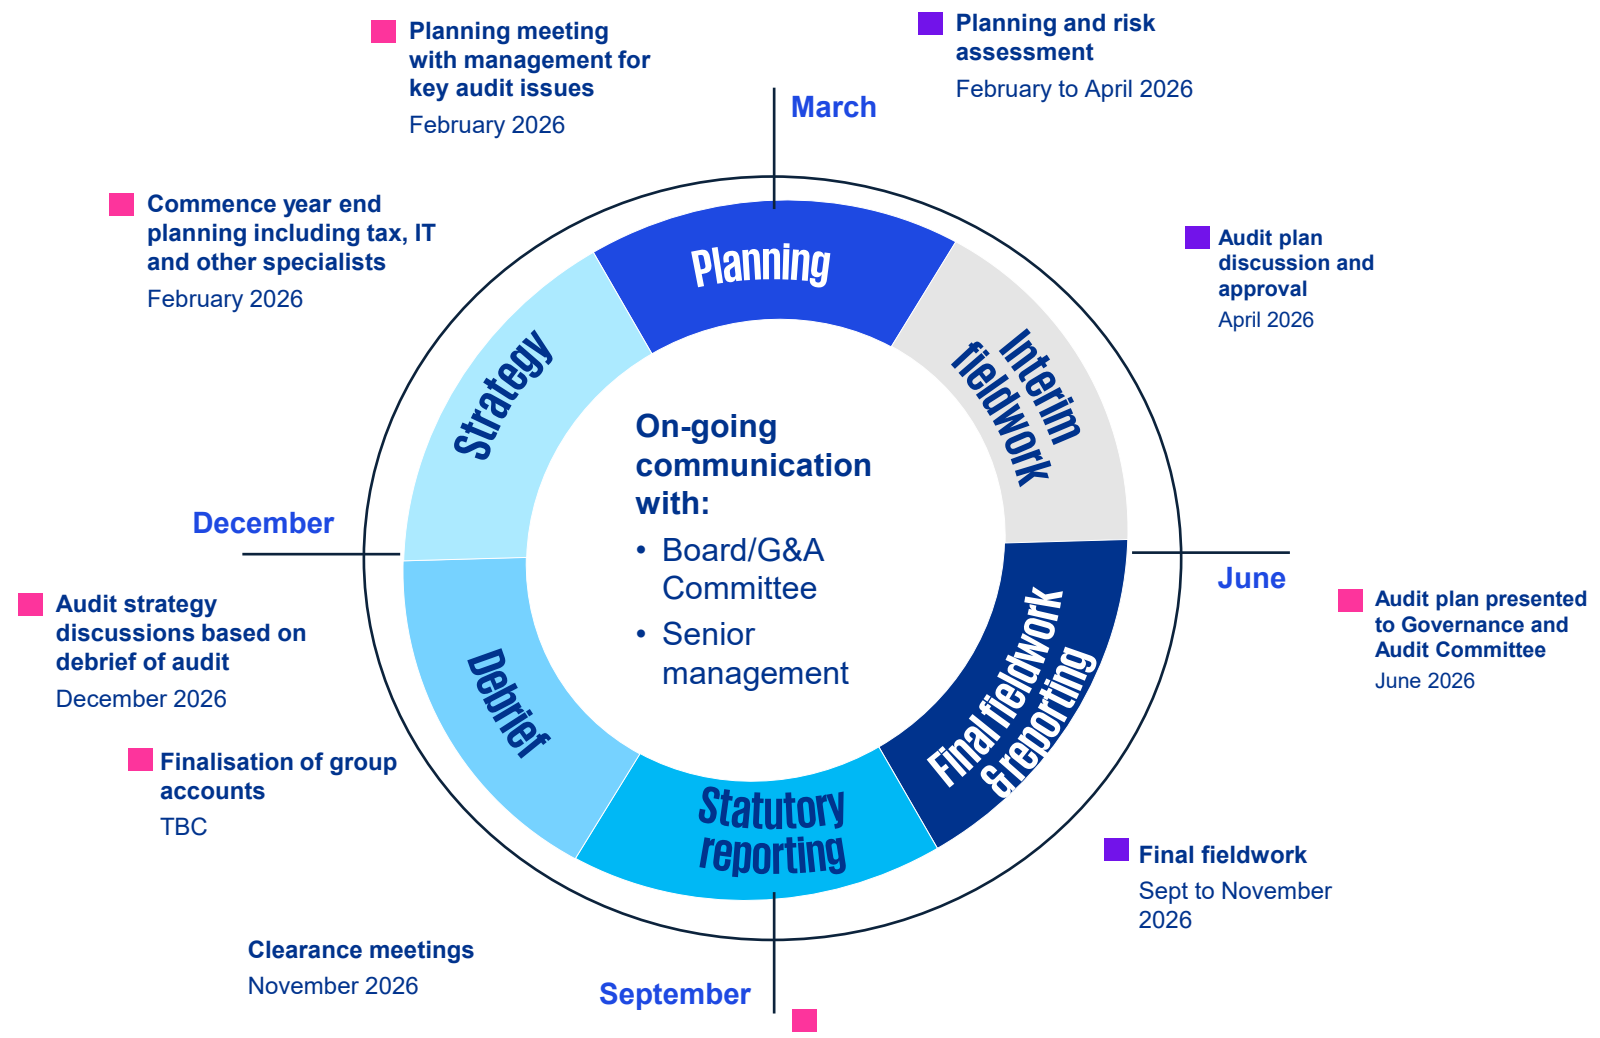 Planning meeting
with management for
key audit issues
February 2026
Planning and risk
assessment
February to April 2026
March
Commence year end
planning including tax, IT
and other specialists
February 2026
Audit plan
discussion and
approval
April 2026
Planning
Interim
fieldwork
Strategy
On-going
communication
with:
• Board/G&A
Committee
• Senior
management
December
June
Audit strategy
discussions based on
debrief of audit
December 2026
Audit plan presented
to Governance and
Audit Committee
June 2026
Debrief
Final fieldwork
& reporting
Finalisation of group
accounts
TBC
Statutory
reporting
Final fieldwork
Sept to November
2026
Clearance meetings
November 2026
September